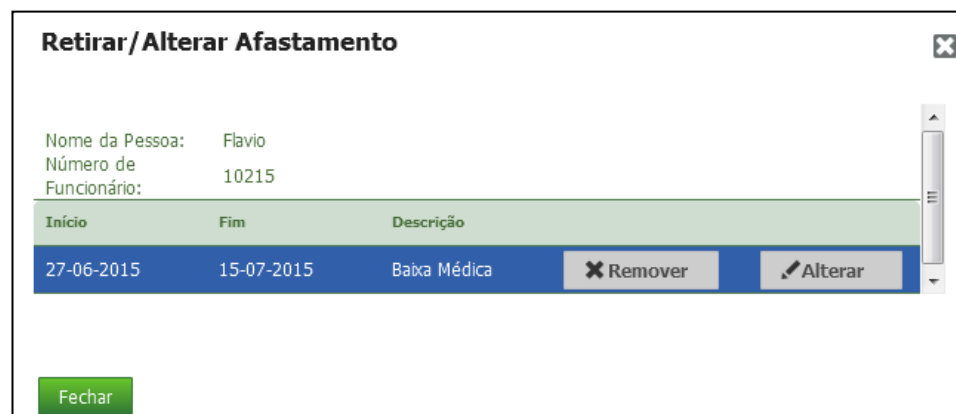 Retirar/Alterar Afastamento
Nome da Pessoa: Flavio
Número de
Funcionário: 10215
Início Fim Descrição
27-06-2015 15-07-2015 Baixa Médica Remover Alterar
Fechar